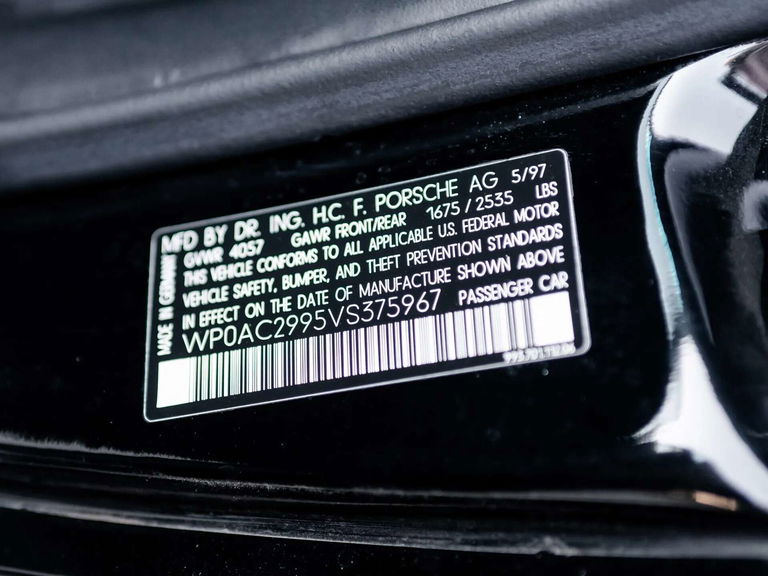 MFD BY DR. ING. H.C. F. PORSCHE AG 5/97
GVWR 4057 GAWR FRONT/REAR 1675 / 2535 LBS
THIS VEHICLE CONFORMS TO ALL APPLICABLE U.S. FEDERAL MOTOR
VEHICLE SAFETY, BUMPER, AND THEFT PREVENTION STANDARDS
IN EFFECT ON THE DATE OF MANUFACTURE SHOWN ABOVE
WP0AC2995VS375967 PASSENGER CAR
MADE IN GERMANY